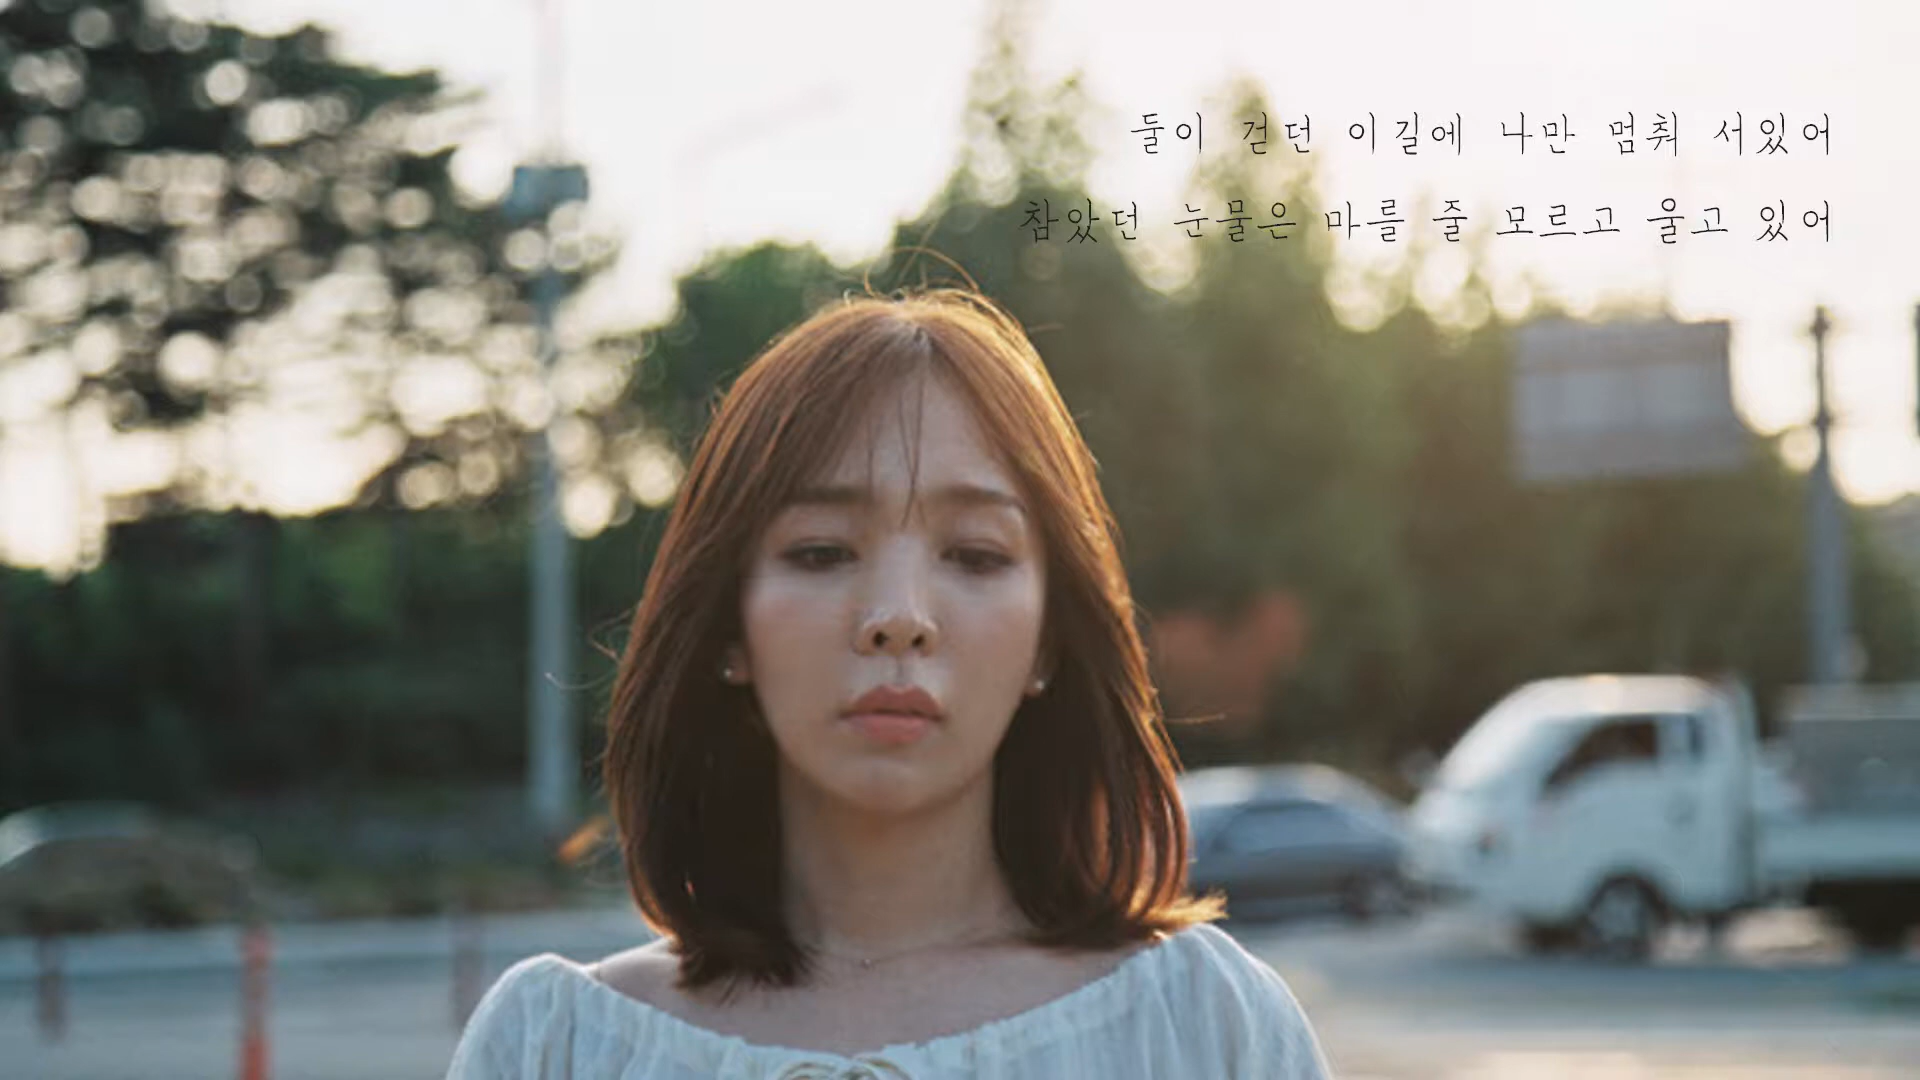 둘이 걷던 이길에 나만 멈춰 서있어
참았던 눈물은 마를 줄 모르고 울고 있어